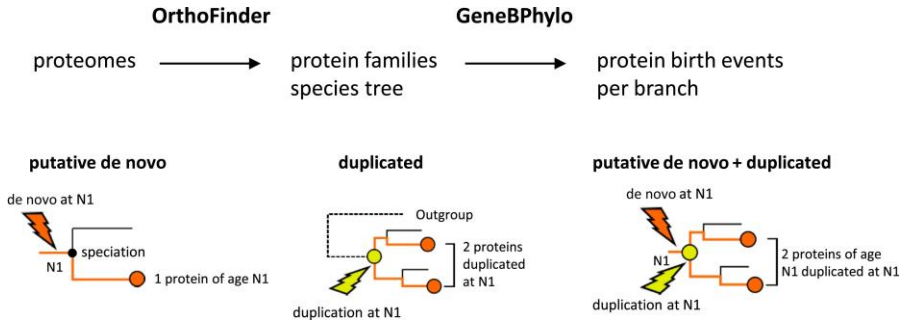 OrthoFinder
GeneBPhylo
proteomes
protein families
species tree
protein birth events
per branch
putative de novo
de novo at N1
speciation
N1
1 protein of age N1
duplicated
Outgroup
2 proteins
duplicated
at N1
duplication at N1
putative de novo + duplicated
de novo at N1
N1
2 proteins of age
N1 duplicated at N1
duplication at N1